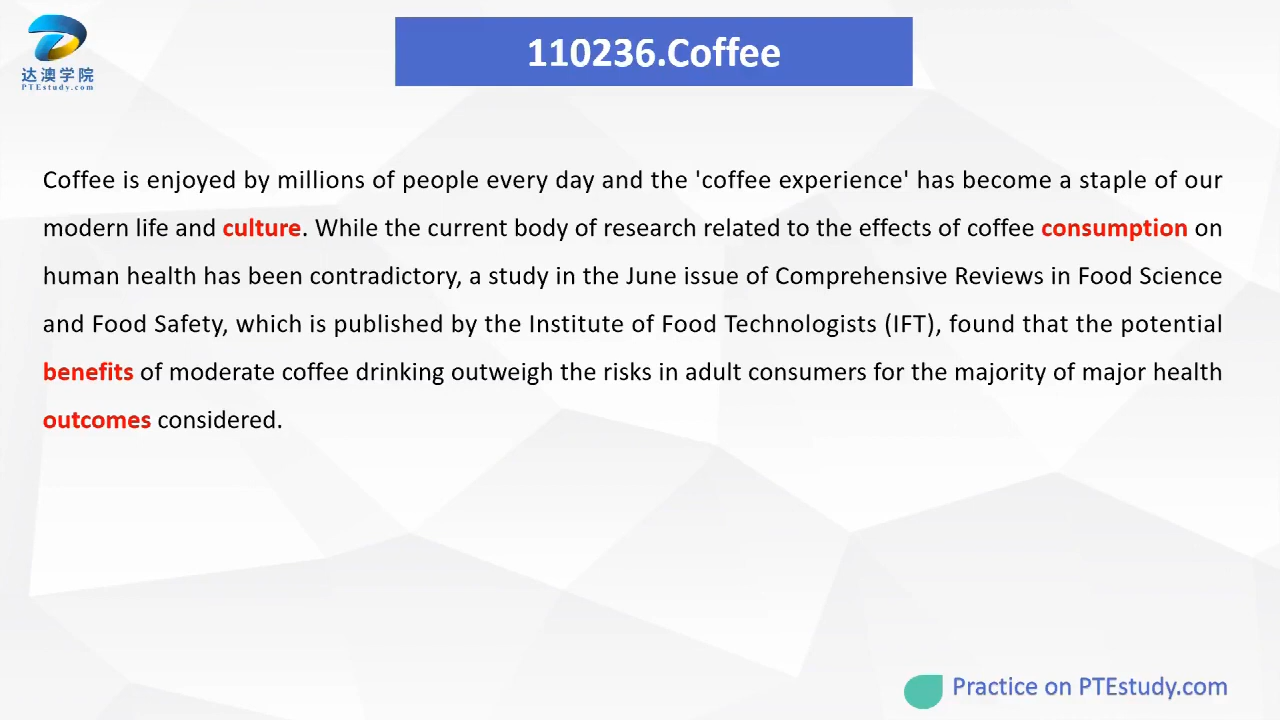 达澳学院
PTEstudy.com
110236.Coffee
Coffee is enjoyed by millions of people every day and the 'coffee experience' has become a staple of our
modern life and culture. While the current body of research related to the effects of coffee consumption on
human health has been contradictory, a study in the June issue of Comprehensive Reviews in Food Science
and Food Safety, which is published by the Institute of Food Technologists (IFT), found that the potential
benefits of moderate coffee drinking outweigh the risks in adult consumers for the majority of major health
outcomes considered.
Practice on PTEstudy.com